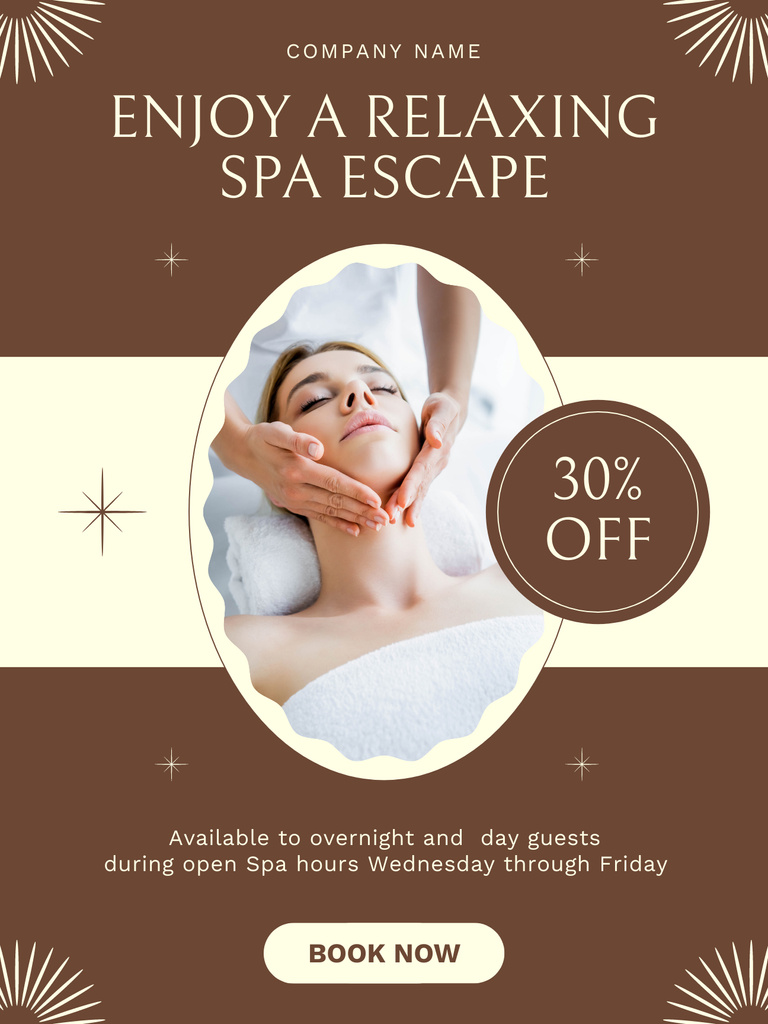 COMPANY NAME
ENJOY A RELAXING
SPA ESCAPE
30%
OFF
Available to overnight and  day guests
during open Spa hours Wednesday through Friday
BOOK NOW